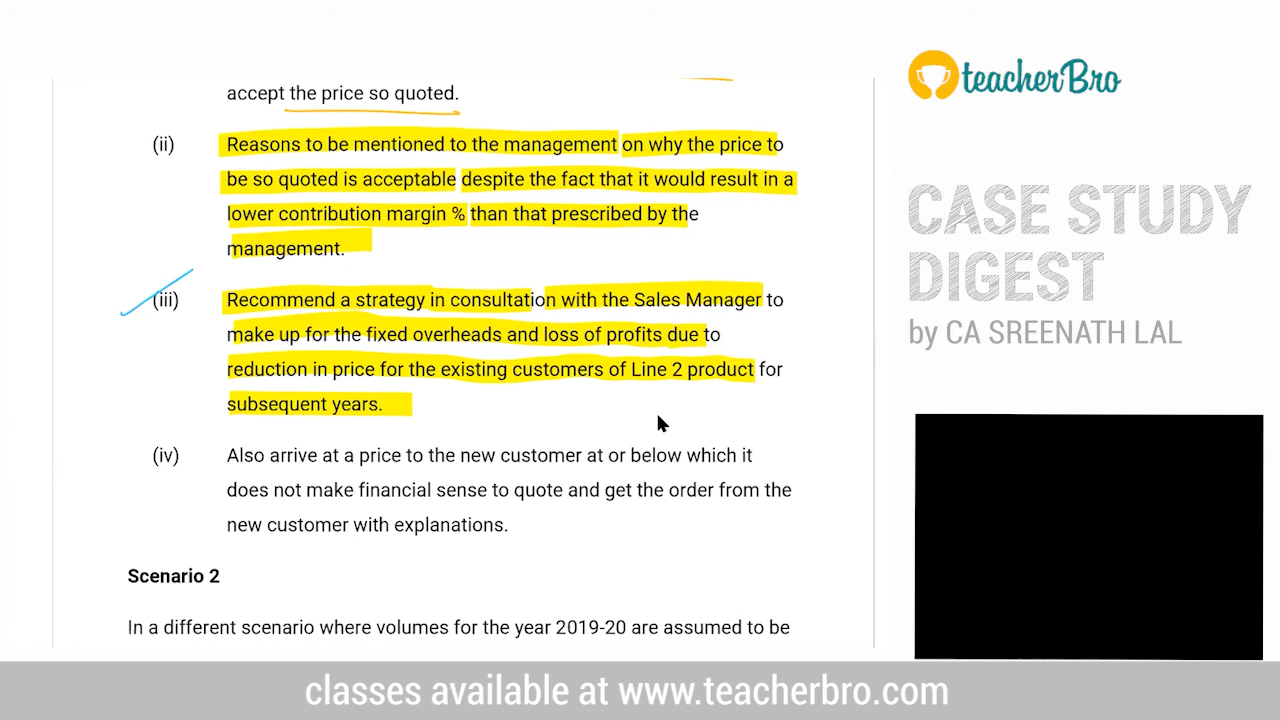 accept the price so quoted.
(ii) Reasons to be mentioned to the management on why the price to
be so quoted is acceptable despite the fact that it would result in a
lower contribution margin % than that prescribed by the
management.
(iii) Recommend a strategy in consultation with the Sales Manager to
make up for the fixed overheads and loss of profits due to
reduction in price for the existing customers of Line 2 product for
subsequent years.
(iv) Also arrive at a price to the new customer at or below which it
does not make financial sense to quote and get the order from the
new customer with explanations.
Scenario 2
In a different scenario where volumes for the year 2019-20 are assumed to be
teacherBro
CASE STUDY
DIGEST
by CA SREENATH LAL
classes available at www.teacherbro.com